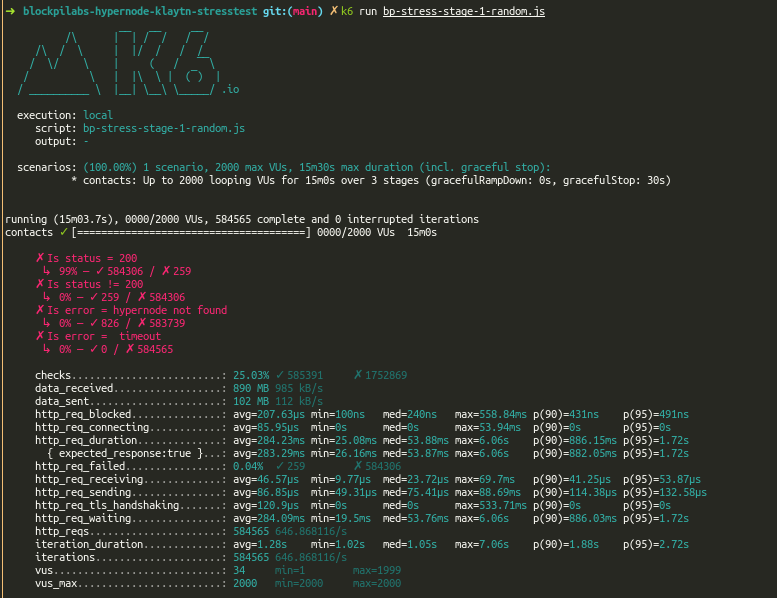 ➜ blockpilabs-hypernode-klaytn-stresstest git:(main) ✗ k6 run bp-stress-stage-1-random.js
.io
execution: local
script: bp-stress-stage-1-random.js
output: -
scenarios: (100.00%) 1 scenario, 2000 max VUs, 15m30s max duration (incl. graceful stop):
* contacts: Up to 2000 looping VUs for 15m0s over 3 stages (gracefulRampDown: 0s, gracefulStop: 30s)
running (15m03.7s), 0000/2000 VUs, 584565 complete and 0 interrupted iterations
contacts ✓ [======================================] 0000/2000 VUs  15m0s
✗ Is status = 200
↳  99% — ✓ 584306 / ✗ 259
✗ Is status != 200
↳  0% — ✓ 259 / ✗ 584306
✗ Is error = hypernode not found
↳  0% — ✓ 826 / ✗ 583739
✗ Is error =  timeout
↳  0% — ✓ 0 / ✗ 584565
checks.........................: 25.03% ✓ 585391     ✗ 1752869
data_received..................: 890 MB 985 kB/s
data_sent......................: 102 MB 112 kB/s
http_req_blocked...............: avg=207.63µs min=100ns   med=240ns   max=558.84ms p(90)=431ns    p(95)=491ns
http_req_connecting............: avg=85.95µs  min=0s      med=0s      max=53.94ms  p(90)=0s       p(95)=0s
http_req_duration..............: avg=284.23ms min=25.08ms med=53.88ms max=6.06s    p(90)=886.15ms p(95)=1.72s
{ expected_response:true }...: avg=283.29ms min=26.16ms med=53.87ms max=6.06s    p(90)=882.05ms p(95)=1.72s
http_req_failed................: 0.04%  ✓ 259        ✗ 584306
http_req_receiving.............: avg=46.57µs  min=9.77µs  med=23.72µs max=69.7ms   p(90)=41.25µs  p(95)=53.87µs
http_req_sending...............: avg=86.85µs  min=49.31µs med=75.41µs max=88.69ms  p(90)=114.38µs p(95)=132.58µs
http_req_tls_handshaking.......: avg=120.9µs  min=0s      med=0s      max=533.71ms p(90)=0s       p(95)=0s
http_req_waiting...............: avg=284.09ms min=19.5ms  med=53.76ms max=6.06s    p(90)=886.03ms p(95)=1.72s
http_reqs......................: 584565 646.868116/s
iteration_duration.............: avg=1.28s    min=1.02s   med=1.05s   max=7.06s    p(90)=1.88s    p(95)=2.72s
iterations.....................: 584565 646.868116/s
vus............................: 34     min=1        max=1999
vus_max........................: 2000   min=2000     max=2000